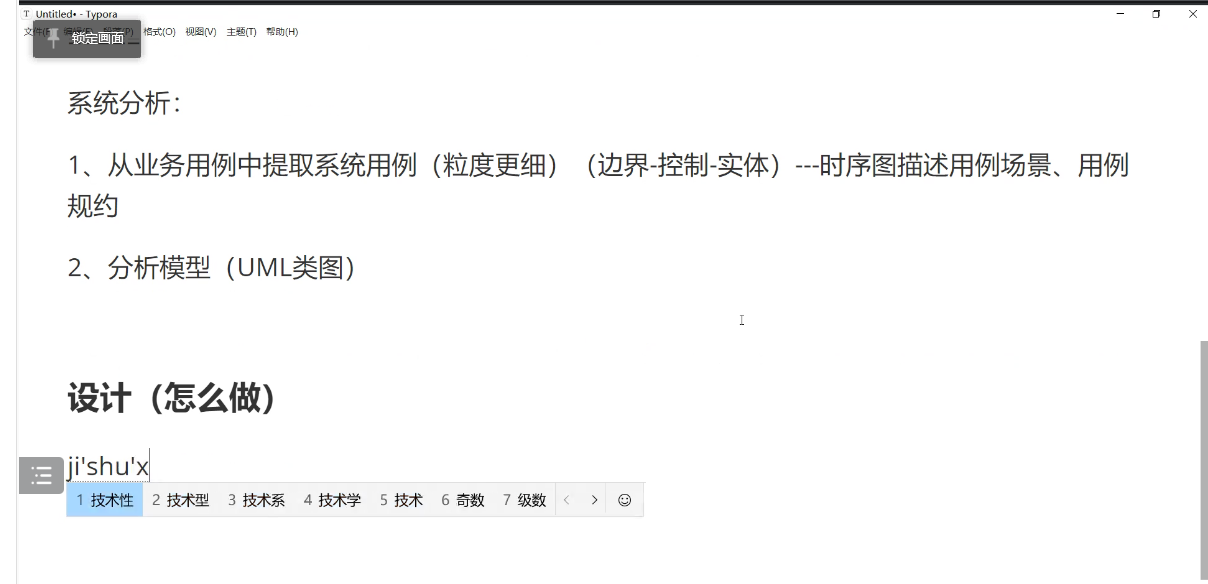 Untitled• - Typora
格式(O) 视图(V) 主题(T) 帮助(H)
锁定画面
系统分析：
1、从业务用例中提取系统用例（粒度更细）（边界-控制-实体）---时序图描述用例场景、用例
规约
2、分析模型（UML类图）
设计（怎么做）
ji'shu'x
1 技术性 2 技术型 3 技术系 4 技术学 5 技术 6 奇数 7 级数